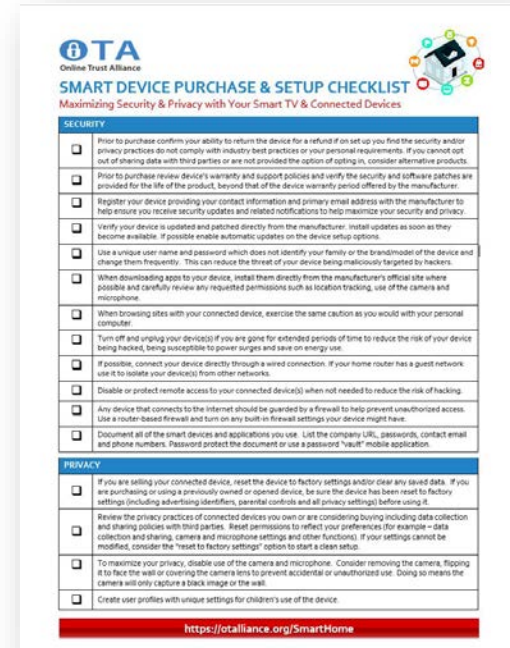 OTA
Online Trust Alliance
SMART DEVICE PURCHASE & SETUP CHECKLIST
Maximizing Security & Privacy with Your Smart TV & Connected Devices
SECURITY
Prior to purchase confirm your ability to return the device for a refund if on set up you find the security and/or
privacy practices do not comply with industry best practices or your personal requirements. If you cannot opt
out of sharing data with third parties or are not provided the option of opting in, consider alternative products.
Prior to purchase review device's warranty and support policies and verify the security and software patches are
provided for the life of the product, beyond that of the device warranty period offered by the manufacturer.
Register your device providing your contact information and primary email address with the manufacturer to
help ensure you receive security updates and related notifications to help maximize your security and privacy.
Verify your device is updated and patched directly from the manufacturer. Install updates as soon as they
become available. If possible enable automatic updates on the device setup options.
Use a unique user name and password which does not identify your family or the brand/model of the device and
change them frequently. This can reduce the threat of your device being maliciously targeted by hackers.
When downloading apps to your device, install them directly from the manufacturer's official site where
possible and carefully review any requested permissions such as location tracking, use of the camera and
microphone.
When browsing sites with your connected device, exercise the same caution as you would with your personal
computer.
Turn off and unplug your device(s) if you are gone for extended periods of time to reduce the risk of your device
being hacked, being susceptible to power surges and save on energy use.
If possible, connect your device directly through a wired connection. If your home router has a guest network
use it to isolate your device(s) from other networks.
Disable or protect remote access to your connected device(s) when not needed to reduce the risk of hacking.
Any device that connects to the Internet should be guarded by a firewall to help prevent unauthorized access.
Use a router-based firewall and turn on any built-in firewall settings your device might have.
Document all of the smart devices and applications you use. List the company URL, passwords, contact email
and phone numbers. Password protect the document or use a password "vault" mobile application.
PRIVACY
If you are selling your connected device, reset the device to factory settings and/or clear any saved data. If you
are purchasing or using a previously owned or opened device, be sure the device has been reset to factory
settings (including advertising identifiers, parental controls and all privacy settings) before using it.
Review the privacy practices of connected devices you own or are considering buying including data collection
and sharing policies with third parties. Reset permissions to reflect your preferences (for example – data
collection and sharing, camera and microphone settings and other functions). If your settings cannot be
modified, consider the "reset to factory settings" option to start a clean setup.
To maximize your privacy, disable use of the camera and microphone. Consider removing the camera, flipping
it to face the wall or covering the camera lens to prevent accidental or unauthorized use. Doing so means the
camera will only capture a black image or the wall.
Create user profiles with unique settings for children's use of the device.
https://otalliance.org/SmartHome